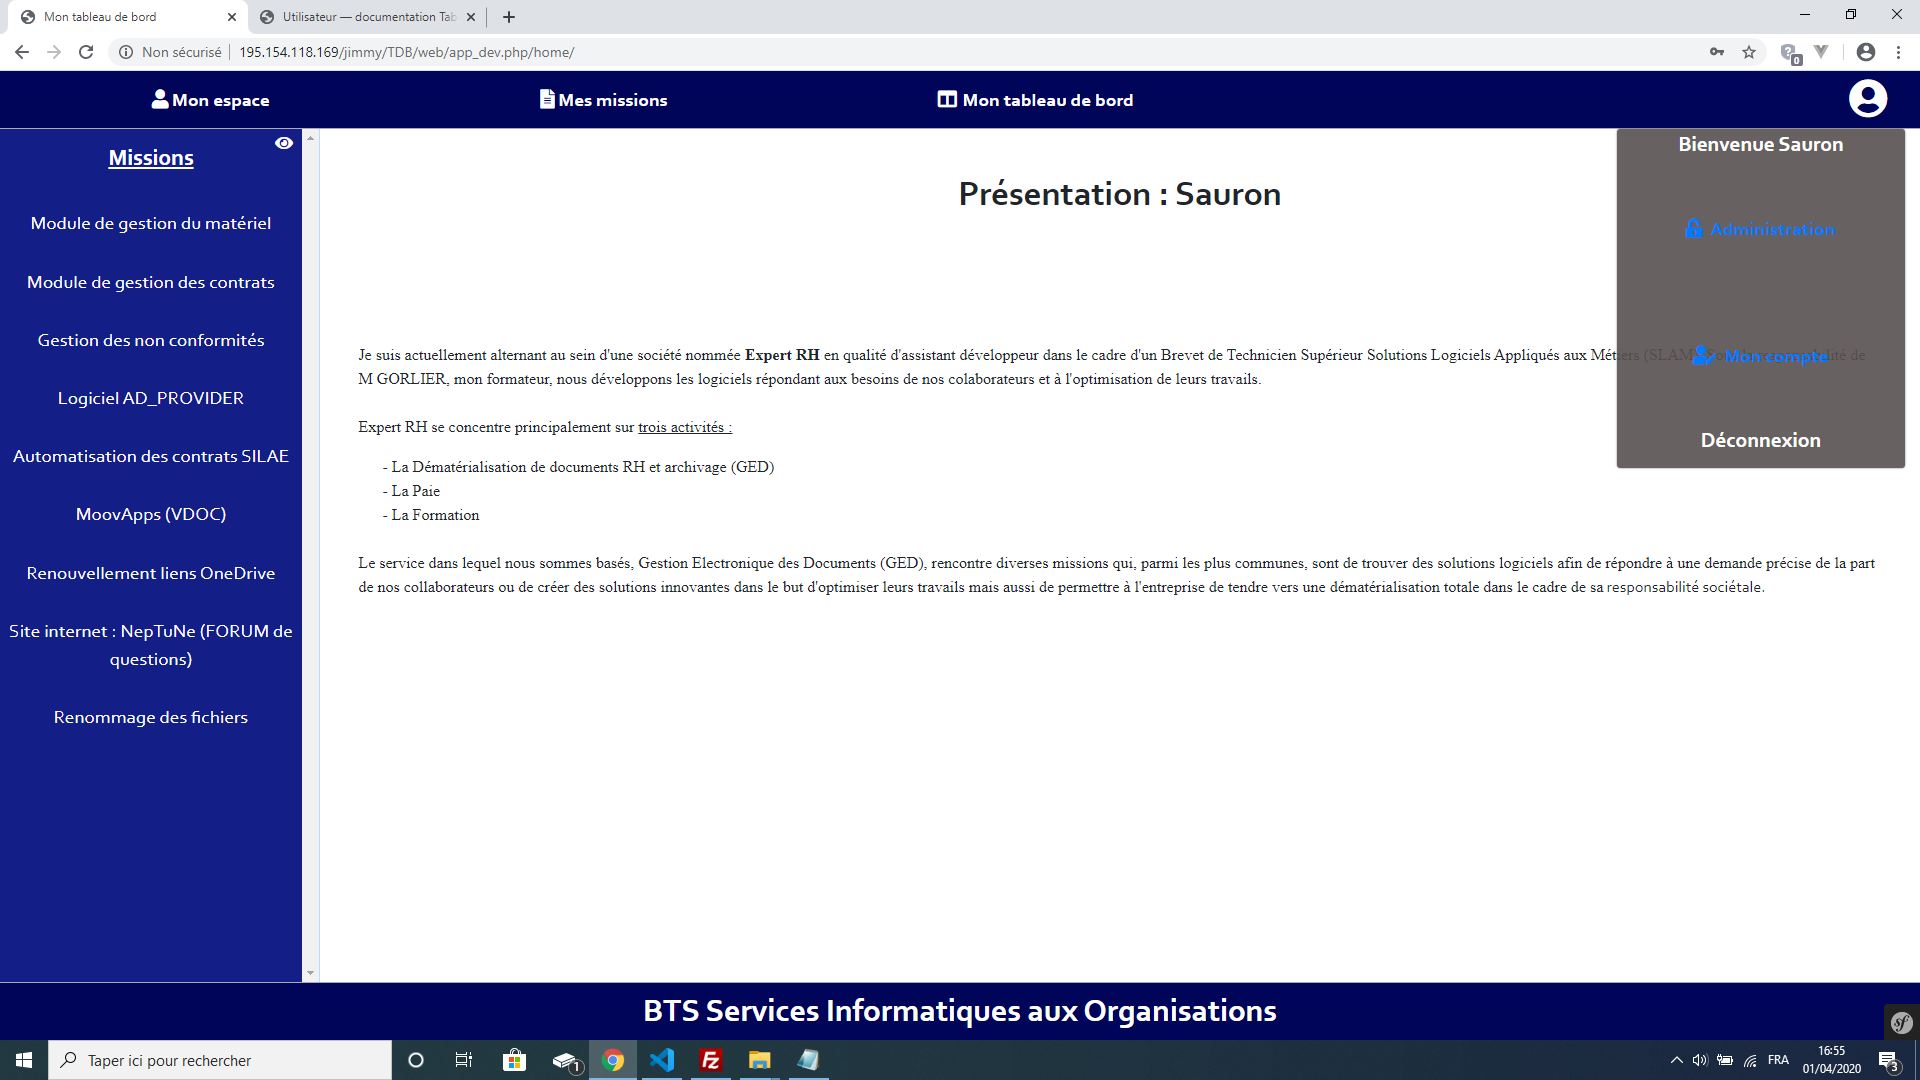 Mon tableau de bord
Utilisateur — documentation Tab
Non sécurisé
195.154.118.169/jimmy/TDB/web/app_dev.php/home/
0
Mon espace
Mes missions
Mon tableau de bord
Missions
Module de gestion du matériel
Module de gestion des contrats
Gestion des non conformités
Logiciel AD_PROVIDER
Automatisation des contrats SILAE
MoovApps (VDOC)
Renouvellement liens OneDrive
Site internet : NepTuNe (FORUM de
questions)
Renommage des fichiers
Présentation : Sauron
Bienvenue Sauron
Administration
Mon compte
Déconnexion
Je suis actuellement alternant au sein d'une société nommée Expert RH en qualité d'assistant développeur dans le cadre d'un Brevet de Technicien Supérieur Solutions Logiciels Appliqués aux Métiers (SLAM
de
M GORLIER, mon formateur, nous développons les logiciels répondant aux besoins de nos colaborateurs et à l'optimisation de leurs travails.
Expert RH se concentre principalement sur trois activités :
- La Dématérialisation de documents RH et archivage (GED)
- La Paie
- La Formation
Le service dans lequel nous sommes basés, Gestion Electronique des Documents (GED), rencontre diverses missions qui, parmi les plus communes, sont de trouver des solutions logiciels afin de répondre à une demande précise de la part
de nos collaborateurs ou de créer des solutions innovantes dans le but d'optimiser leurs travails mais aussi de permettre à l'entreprise de tendre vers une dématérialisation totale dans le cadre de sa responsabilité sociétale.
BTS Services Informatiques aux Organisations
sf
Taper ici pour rechercher
1
FRA
16:55
01/04/2020
3